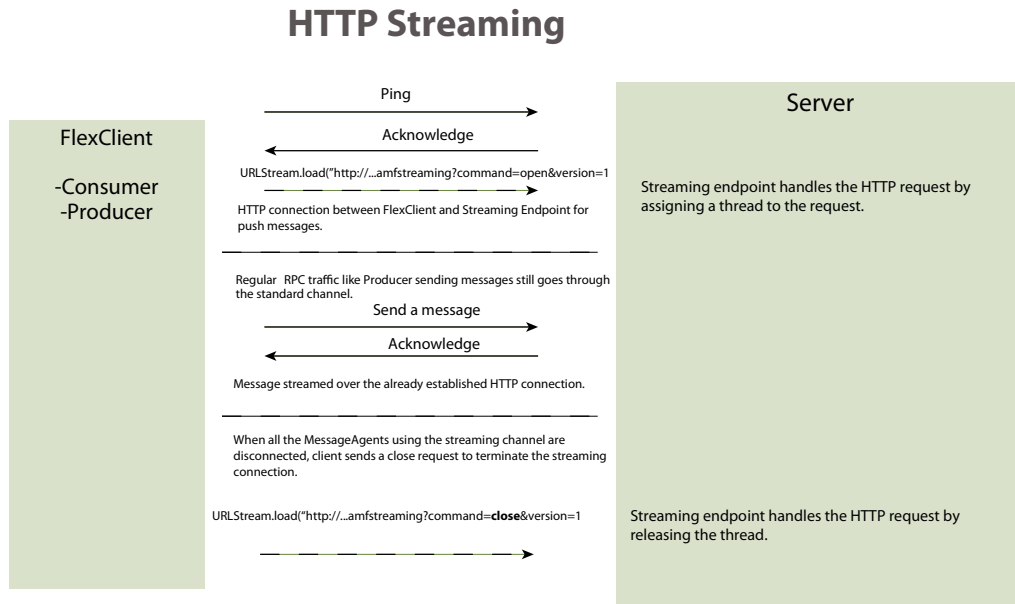 HTTP Streaming
Ping
Server
Acknowledge
FlexClient
URLStream.load("http://...amfstreaming?command=open&version=1
-Consumer
-Producer
Streaming endpoint handles the HTTP request by
assigning a thread to the request.
HTTP connection between FlexClient and Streaming Endpoint for
push messages.
Regular RPC traffic like Producer sending messages still goes through
the standard channel.
Send a message
Acknowledge
Message streamed over the already established HTTP connection.
When all the MessageAgents using the streaming channel are
disconnected, client sends a close request to terminate the streaming
connection.
URLStream.load("http://...amfstreaming?command=close&version=1
Streaming endpoint handles the HTTP request by
releasing the thread.